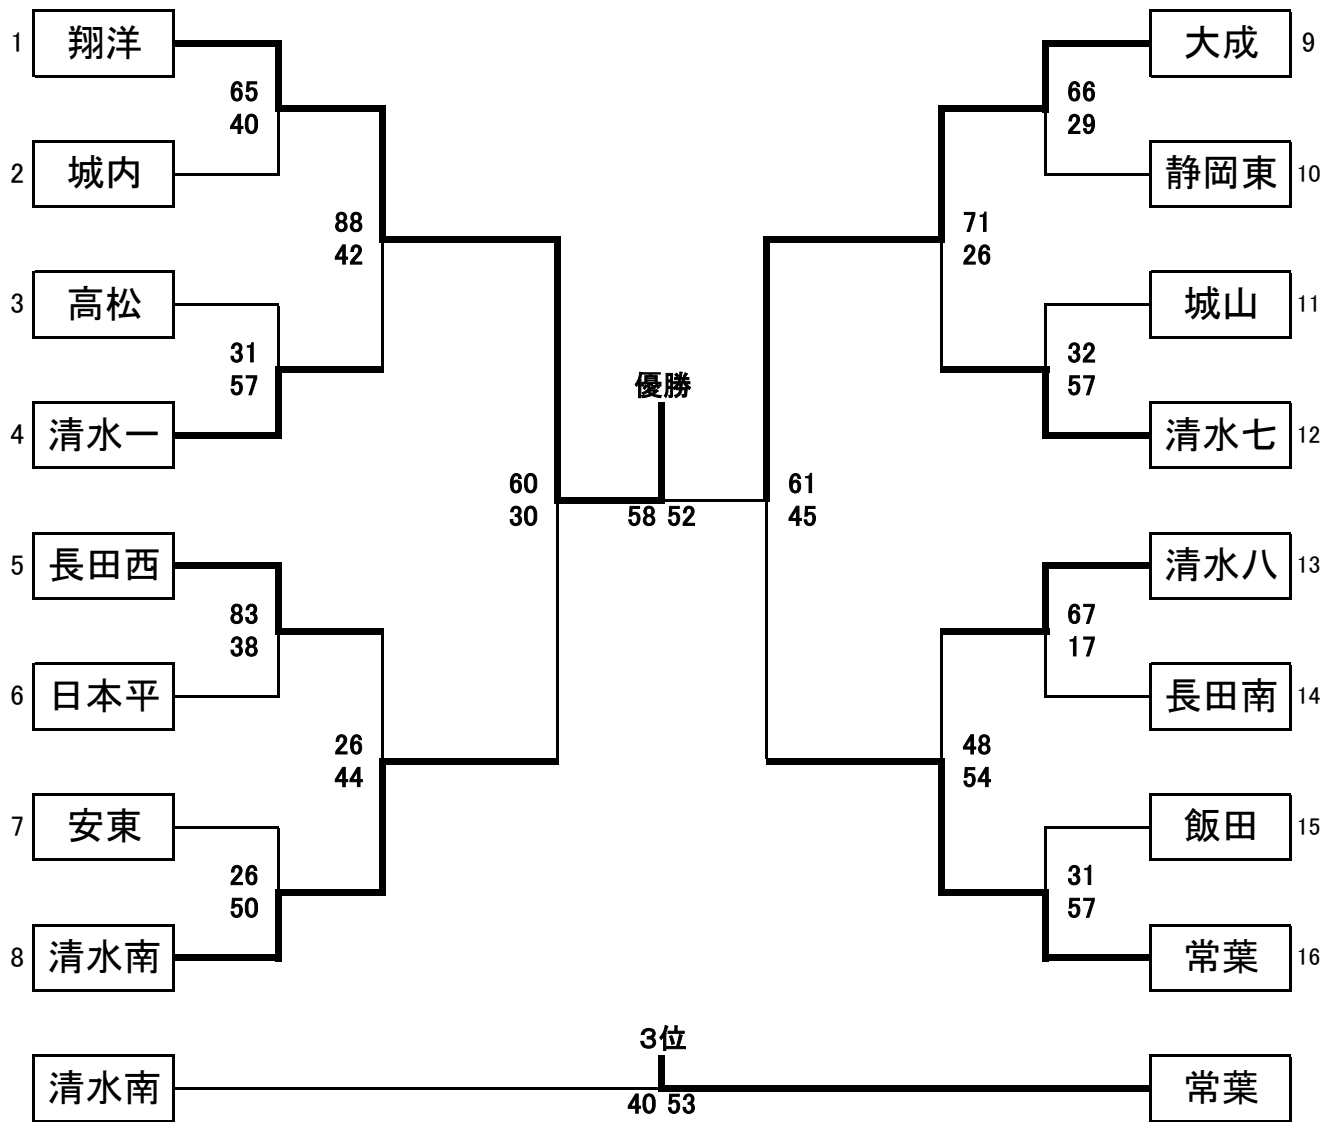 1 翔洋
65
40
2 城内
88
42
3 高松
31
57
4 清水一
60
30
5 長田西
83
38
6 日本平
26
44
7 安東
26
50
8 清水南
優勝
58 52
大成 9
66
29
静岡東 10
71
26
城山 11
32
57
清水七 12
61
45
清水八 13
67
17
長田南 14
48
54
飯田 15
31
57
常葉 16
3位
清水南
40 53
常葉